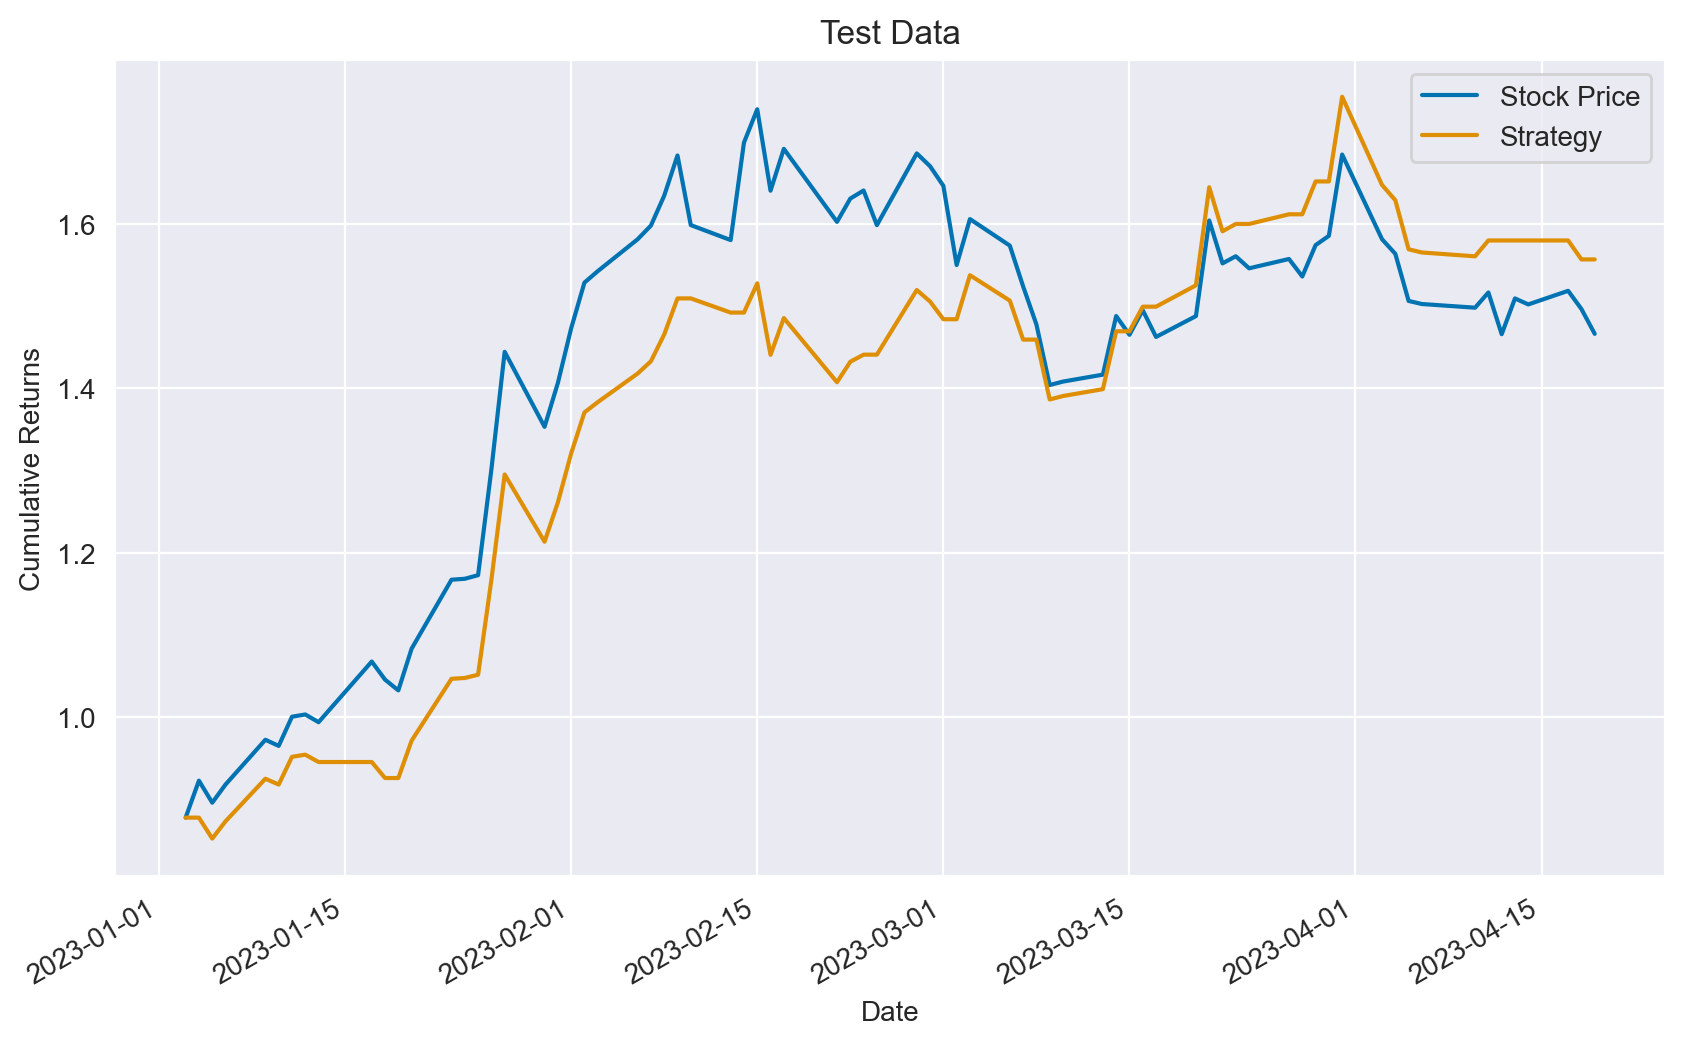 Test Data
Stock Price
Strategy
Cumulative Returns
1.6
1.4
1.2
1.0
2023-01-01
2023-01-15
2023-02-01
2023-02-15
2023-03-01
2023-03-15
2023-04-01
2023-04-15
Date